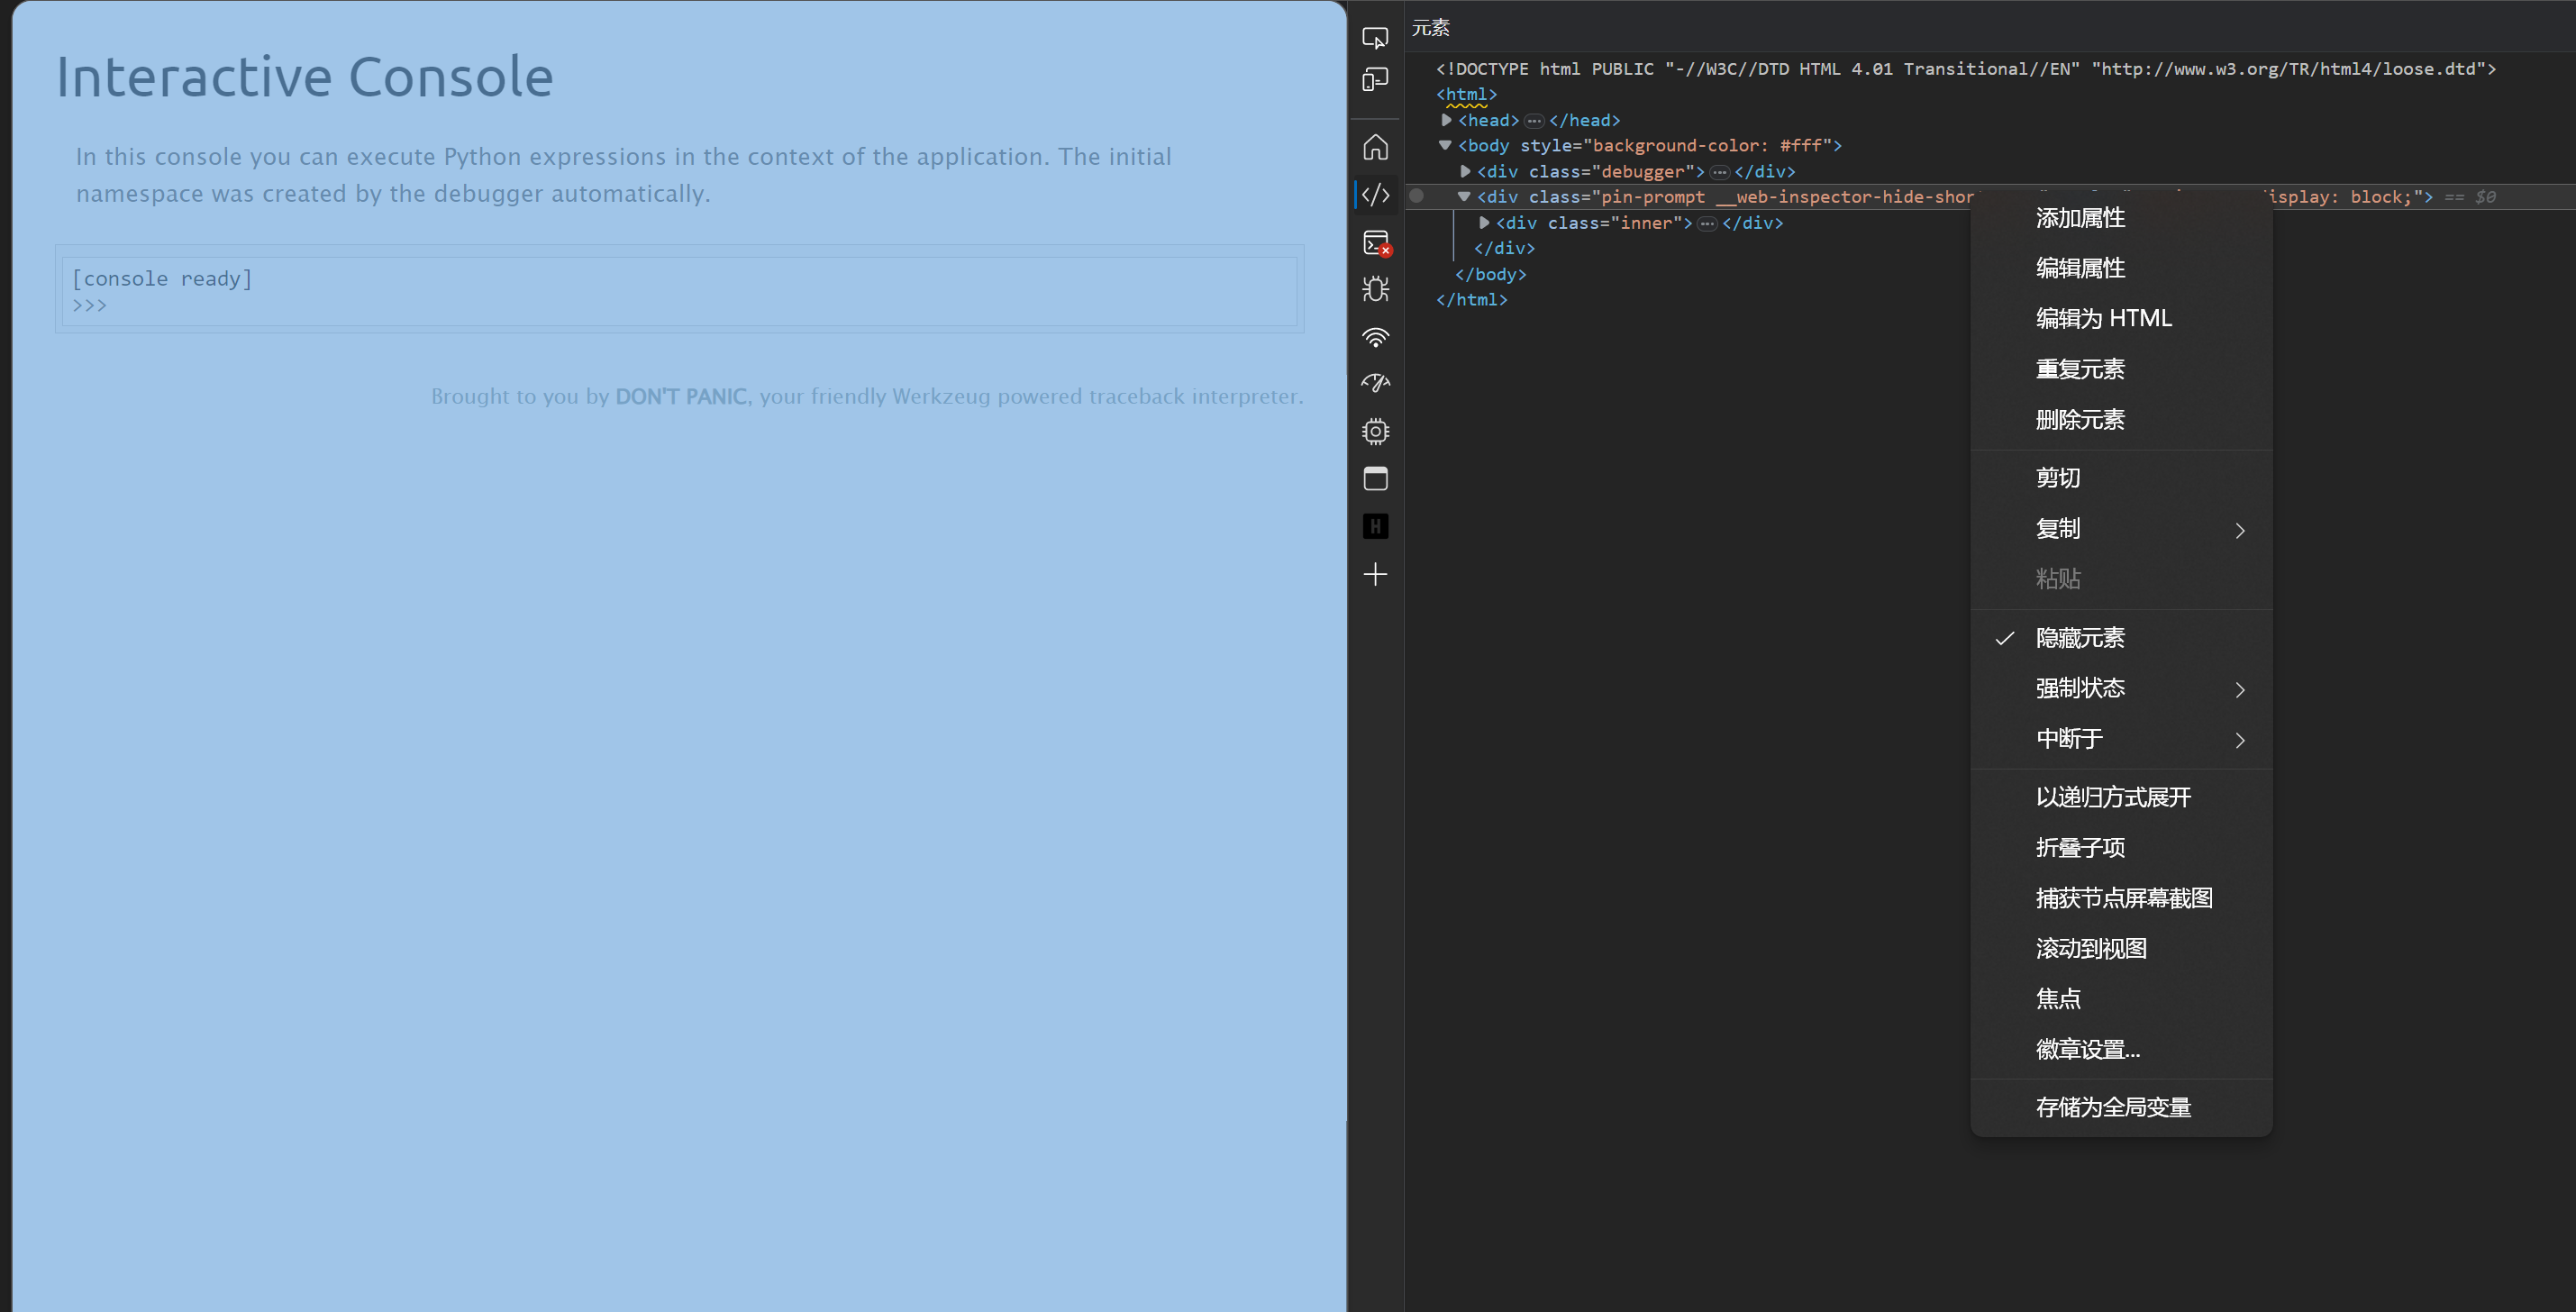 Interactive Console
In this console you can execute Python expressions in the context of the application. The initial
namespace was created by the debugger automatically.
[console ready]
>>>
Brought to you by DON'T PANIC, your friendly Werkzeug powered traceback interpreter.
元素
<!DOCTYPE html PUBLIC "-//W3C//DTD HTML 4.01 Transitional//EN" "http://www.w3.org/TR/html4/loose.dtd">
<html>
<head>…</head>
<body style="background-color: #fff">
<div class="debugger">…</div>
<div class="pin-prompt __web-inspector-hide-shor display: block;"> == $0
<div class="inner">…</div>
</div>
</body>
</html>
添加属性
编辑属性
编辑为 HTML
重复元素
删除元素
剪切
复制
粘贴
隐藏元素
强制状态
中断于
以递归方式展开
折叠子项
捕获节点屏幕截图
滚动到视图
焦点
徽章设置...
存储为全局变量
H